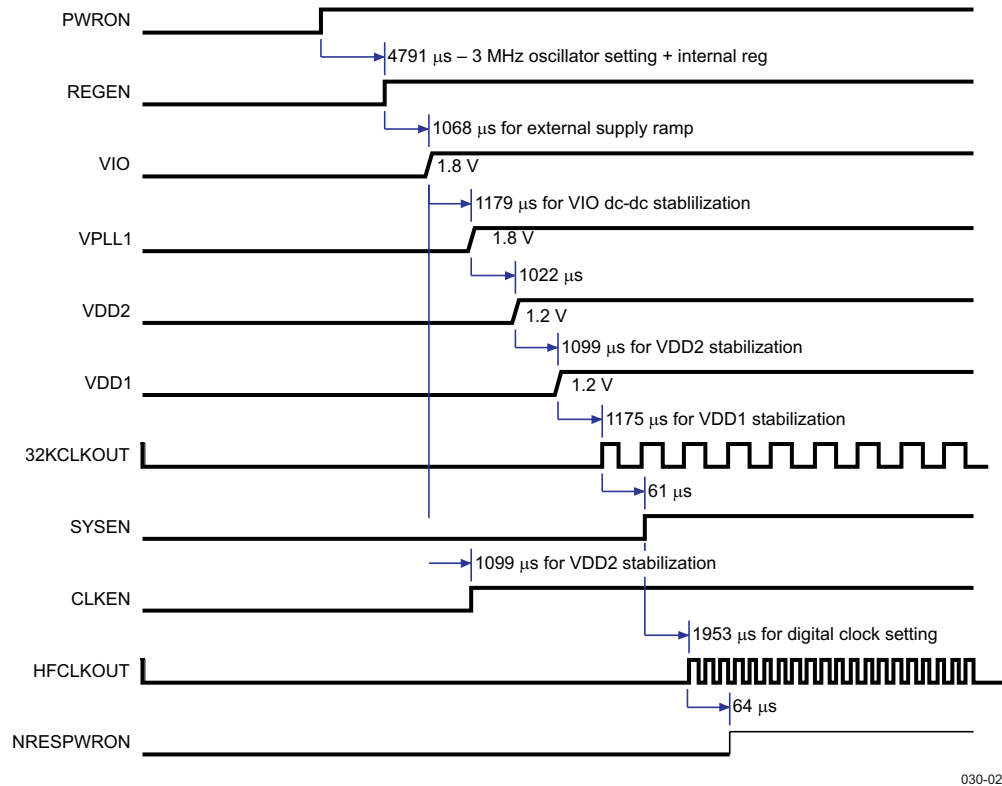 PWRON
4791 μs – 3 MHz oscillator setting + internal reg
REGEN
1068 μs for external supply ramp
VIO
1.8 V
1179 μs for VIO dc-dc stablilization
VPLL1
1.8 V
1022 μs
VDD2
1.2 V
1099 μs for VDD2 stabilization
VDD1
1.2 V
1175 μs for VDD1 stabilization
32KCLKOUT
61 μs
SYSEN
1099 μs for VDD2 stabilization
CLKEN
1953 μs for digital clock setting
HFCLKOUT
64 μs
NRESPWRON
030-02